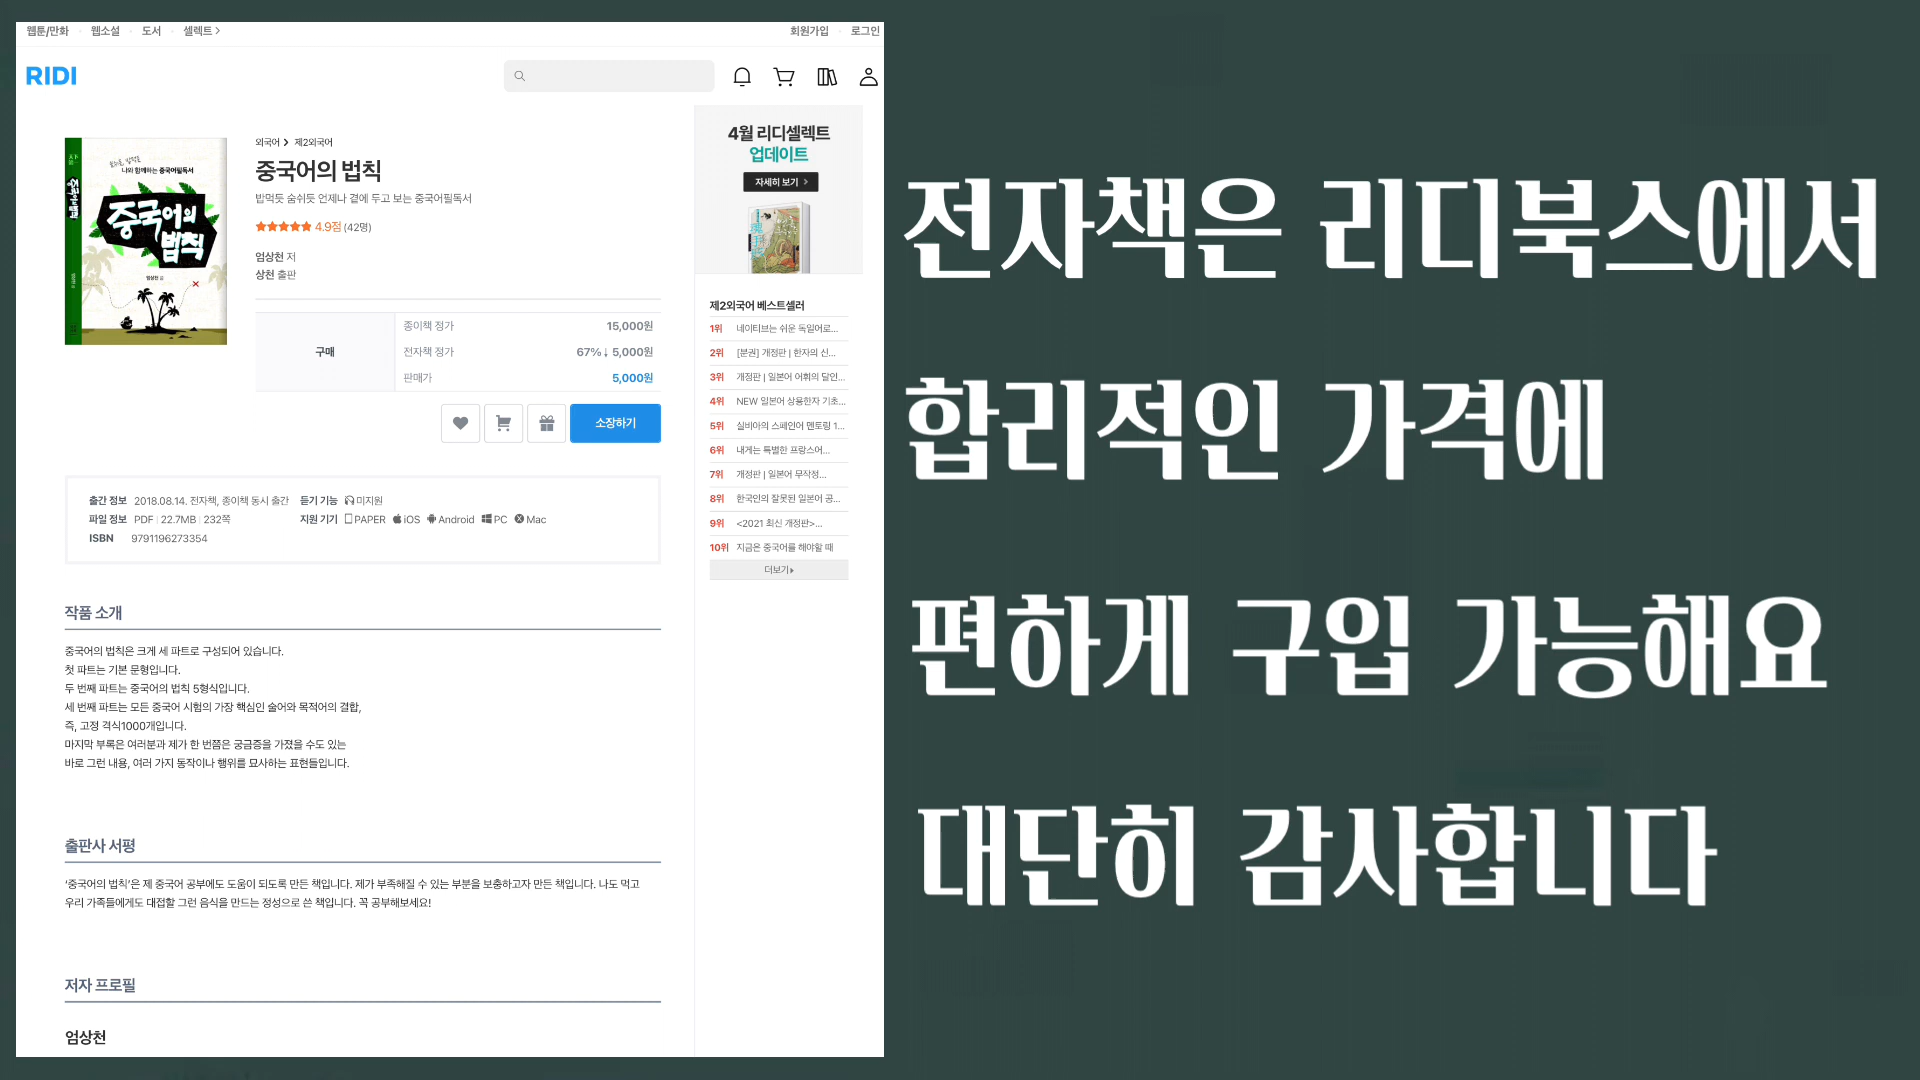 웹툰/만화 · 웹소설 · 도서 · 셀렉트
회원가입 · 로그인
RIDI
나의 함께하는 중국어필독서
중국어의 법칙
중국어의
법칙
엄상천 글
외국어 > 제2외국어
중국어의 법칙
밥먹듯 숨쉬듯 언제나 곁에 두고 보는 중국어필독서
4.9점 (42명)
엄상천 저
상천 출판
구매
종이책 정가 15,000원
전자책 정가 67%↓ 5,000원
판매가 5,000원
소장하기
출간 정보 2018.08.14. 전자책, 종이책 동시 출간 듣기 기능 미지원
파일 정보 PDF | 22.7MB | 232쪽 지원 기기 PAPER iOS Android PC Mac
ISBN 9791196273354
작품 소개
중국어의 법칙은 크게 세 파트로 구성되어 있습니다.
첫 파트는 기본 문형입니다.
두 번째 파트는 중국어의 법칙 5형식입니다.
세 번째 파트는 모든 중국어 시험의 가장 핵심인 술어와 목적어의 결합,
즉, 고정 격식1000개입니다.
마지막 부록은 여러분과 제가 한 번쯤은 궁금증을 가졌을 수도 있는
바로 그런 내용, 여러 가지 동작이나 행위를 묘사하는 표현들입니다.
출판사 서평
‘중국어의 법칙’은 제 중국어 공부에도 도움이 되도록 만든 책입니다. 제가 부족해질 수 있는 부분을 보충하고자 만든 책입니다. 나도 먹고
우리 가족들에게도 대접할 그런 음식을 만드는 정성으로 쓴 책입니다. 꼭 공부해보세요!
저자 프로필
엄상천
4월 리디셀렉트
업데이트
자세히 보기 >
제2외국어 베스트셀러
1위 네이티브는 쉬운 독일어로...
2위 [분권] 개정판 | 한자의 신...
3위 개정판 | 일본어 어휘의 달인...
4위 NEW 일본어 상용한자 기초...
5위 실비아의 스페인어 멘토링 1...
6위 내게는 특별한 프랑스어...
7위 개정판 | 일본어 무작정...
8위 한국인의 잘못된 일본어 공...
9위 <2021 최신 개정판>...
10위 지금은 중국어를 해야할 때
더보기
전자책은 리디북스에서
합리적인 가격에
편하게 구입 가능해요
대단히 감사합니다